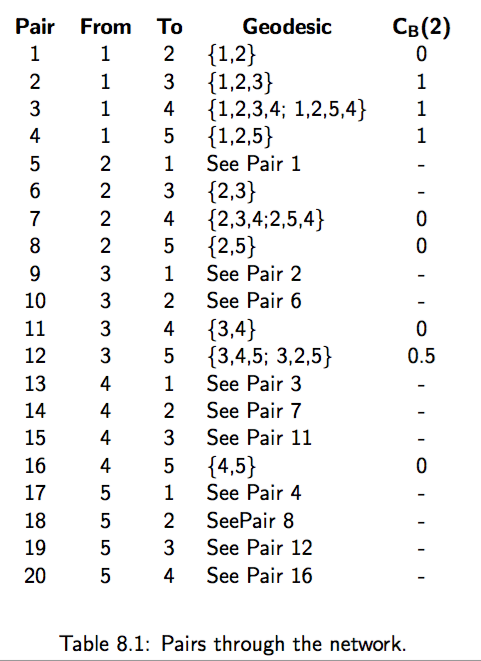 Pair From To Geodesic CB(2)
1 1 2 {1,2} 0
2 1 3 {1,2,3} 1
3 1 4 {1,2,3,4; 1,2,5,4} 1
4 1 5 {1,2,5} 1
5 2 1 See Pair 1 -
6 2 3 {2,3} -
7 2 4 {2,3,4;2,5,4} 0
8 2 5 {2,5} 0
9 3 1 See Pair 2 -
10 3 2 See Pair 6 -
11 3 4 {3,4} 0
12 3 5 {3,4,5; 3,2,5} 0.5
13 4 1 See Pair 3 -
14 4 2 See Pair 7 -
15 4 3 See Pair 11 -
16 4 5 {4,5} 0
17 5 1 See Pair 4 -
18 5 2 SeePair 8 -
19 5 3 See Pair 12 -
20 5 4 See Pair 16 -
Table 8.1: Pairs through the network.